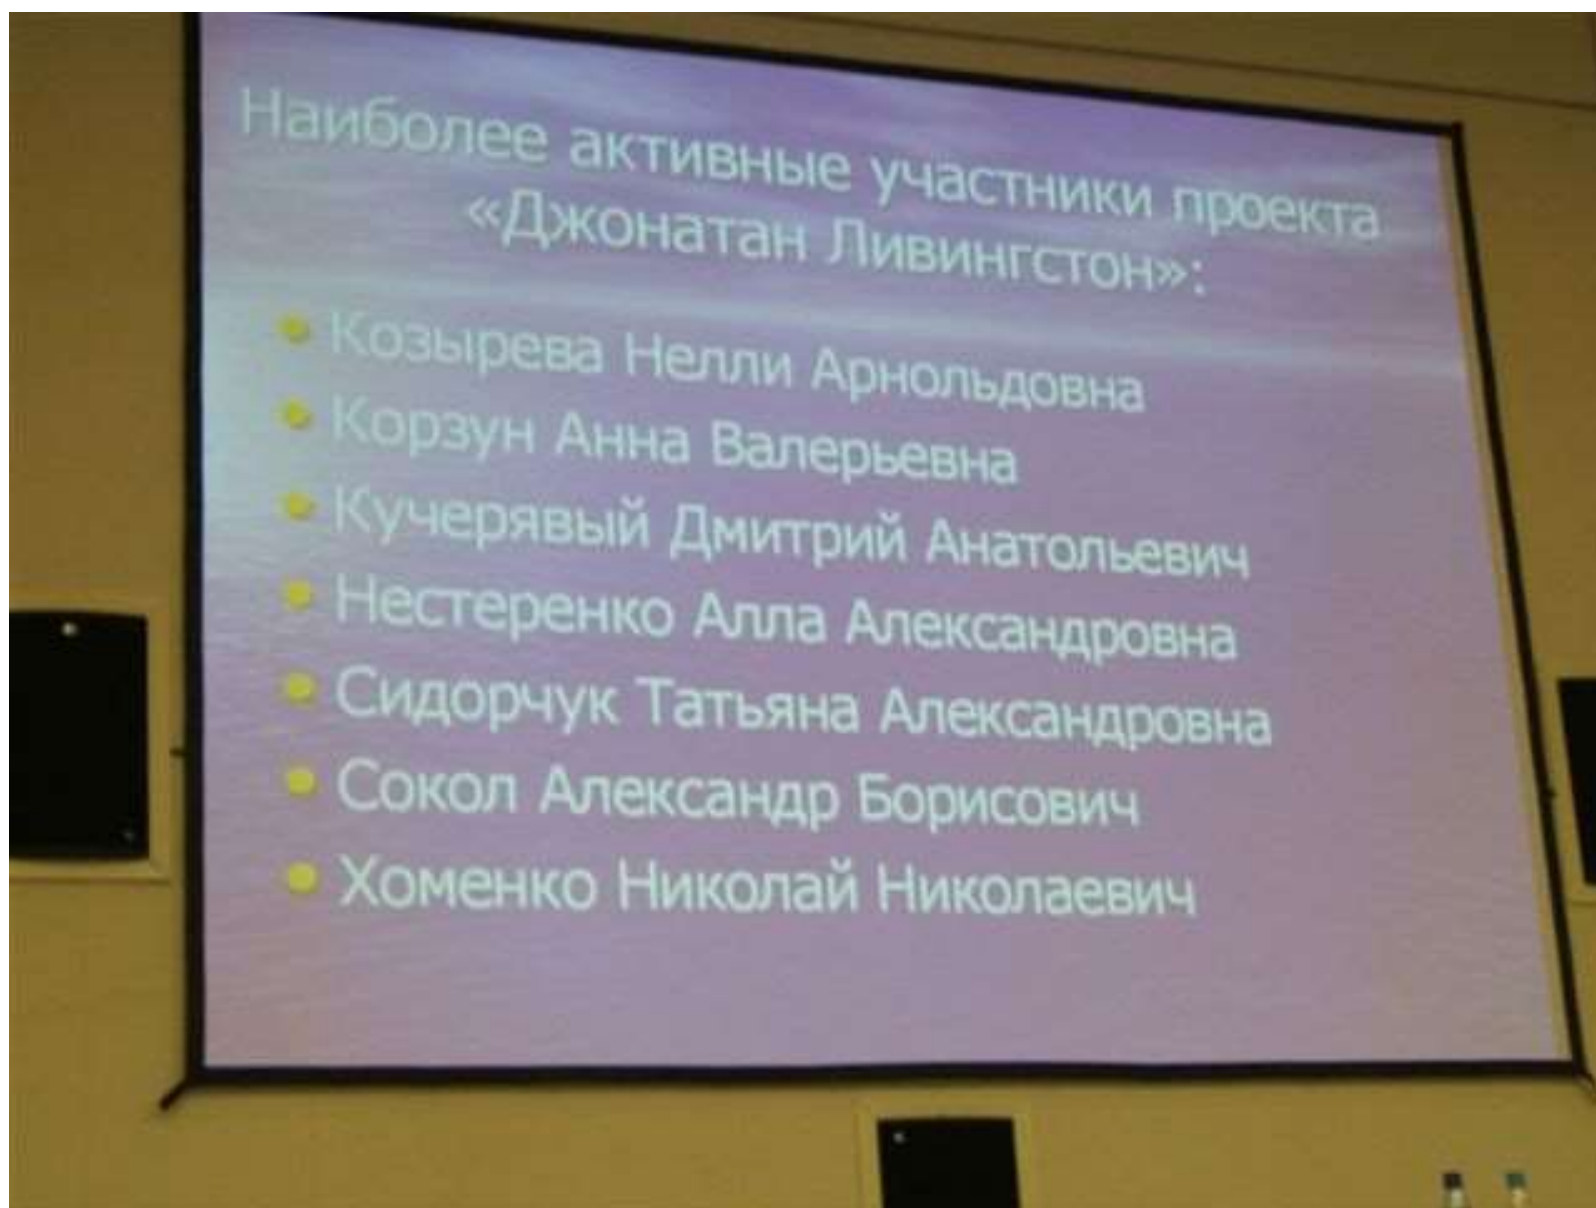 Наиболее активные участники проекта
«Джонатан Ливингстон»:
Козырева Нелли Арнольдовна
Корзун Анна Валерьевна
Кучерявый Дмитрий Анатольевич
Нестеренко Алла Александровна
Сидорчук Татьяна Александровна
Сокол Александр Борисович
Хоменко Николай Николаевич